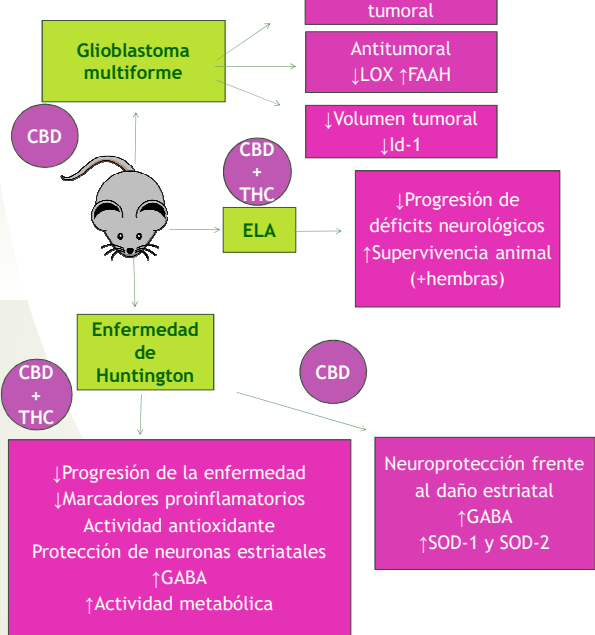 tumoral
Glioblastoma
multiforme
Antitumoral
↓LOX ↑FAAH
↓Volumen tumoral
↓Id-1
CBD
CBD
+
THC
ELA
↓Progresión de
déficits neurológicos
↑Supervivencia animal
(+hembras)
Enfermedad
de
Huntington
CBD
+
THC
CBD
↓Progresión de la enfermedad
↓Marcadores proinflamatorios
Actividad antioxidante
Protección de neuronas estriatales
↑GABA
↑Actividad metabólica
Neuroprotección frente
al daño estriatal
↑GABA
↑SOD-1 y SOD-2